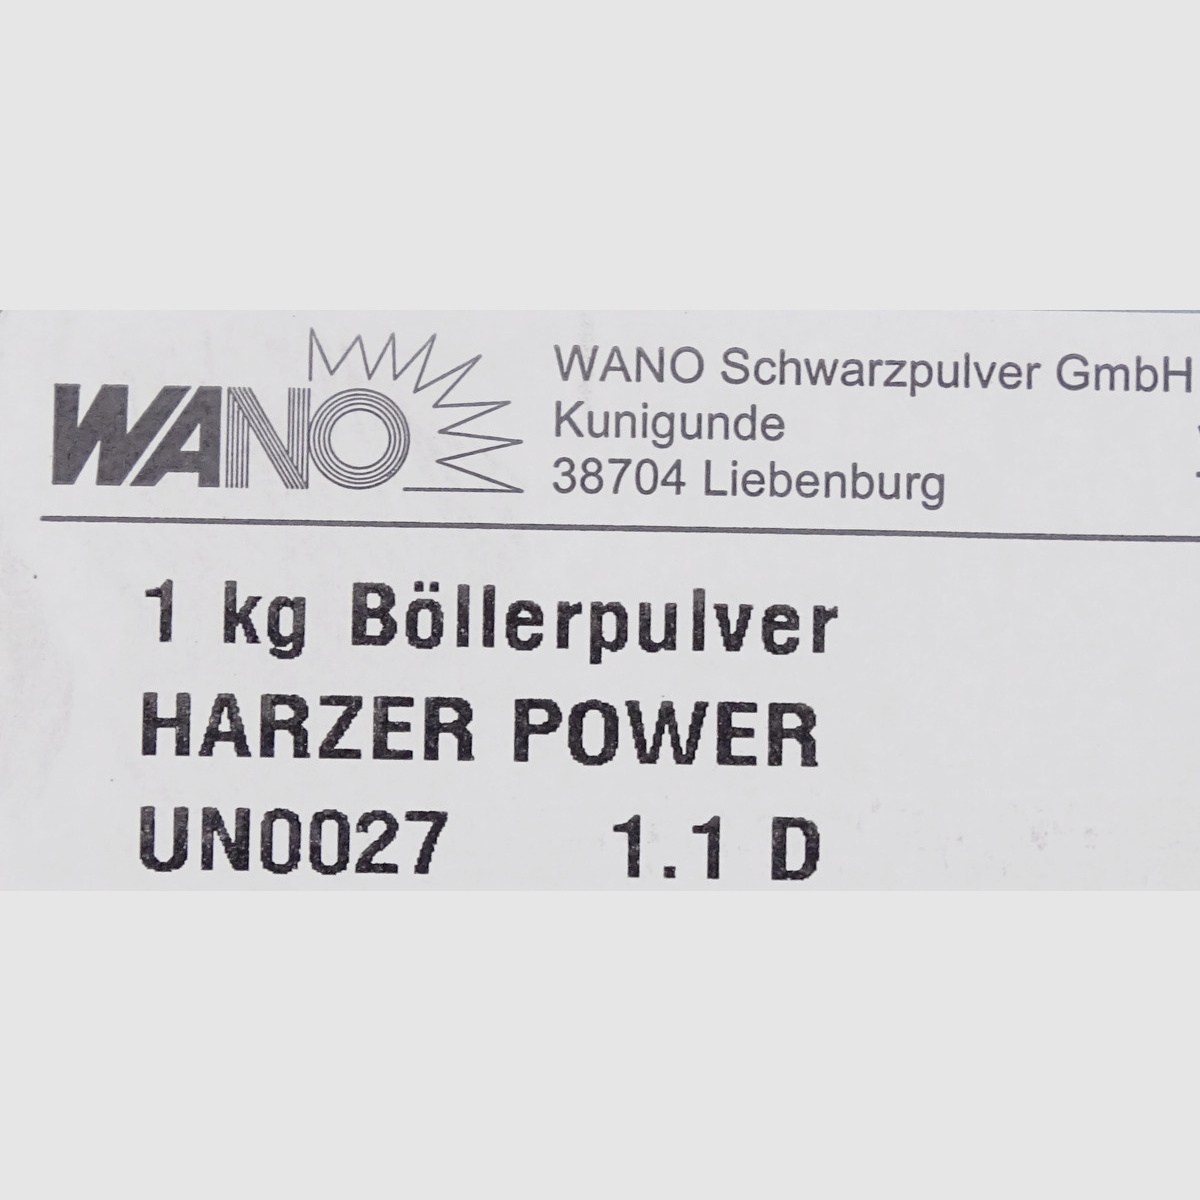 WANO
WANO Schwarzpulver GmbH
Kunigunde
38704 Liebenburg
1 kg Böllerpulver
HARZER POWER
UN0027 1.1 D